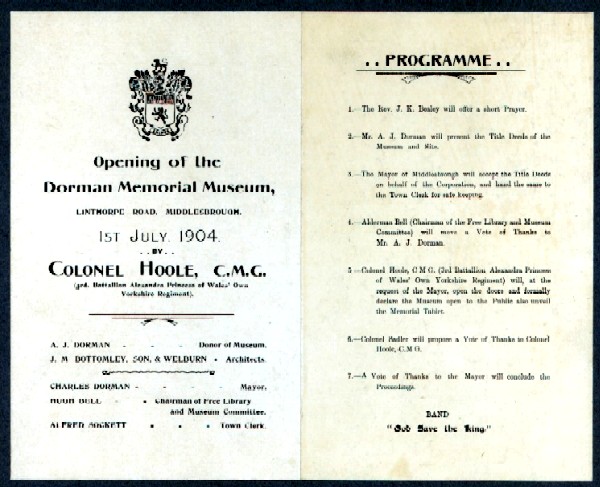 Opening of the
Dorman Memorial Museum,
LINTHORPE ROAD, MIDDLESBROUGH.
1ST JULY, 1904.
..BY..
COLONEL HOOLE, C.M.G.
(3rd. Battallion Alexandra Princess of Wales' Own
Yorkshire Regiment).
A. J. DORMAN - - - Donor of Museum.
J. M. BOTTOMLEY, SON, & WELBURN - Architects.
CHARLES DORMAN - - - - Mayor.
HUGH BELL - - Chairman of Free Library
and Museum Committee.
ALFRED SOCKETT - - - Town Clerk.
. . PROGRAMME . .
1.—The Rev. J. K. Bealey will offer a short Prayer.
2.—Mr. A. J. Dorman will present the Title Deeds of the
Museum and Site.
3.—The Mayor of Middlesbrough will accept the Title Deeds
on behalf of the Corporation, and hand the same to
the Town Clerk for safe keeping.
4.—Alderman Bell (Chairman of the Free Library and Museum
Committee) will move a Vote of Thanks to
Mr. A. J. Dorman.
5.—Colonel Hoole, C.M.G. (3rd Battallion Alexandra Princess
of Wales' Own Yorkshire Regiment) will, at
the request of the Mayor, open the doors and formally
declare the Museum open to the Public also unveil
the Memorial Tablet.
6.—Colonel Sadler will propose a Vote of Thanks to Colonel
Hoole, C.M.G.
7.—A Vote of Thanks to the Mayor will conclude the
Proceedings.
BAND
"God Save the King."